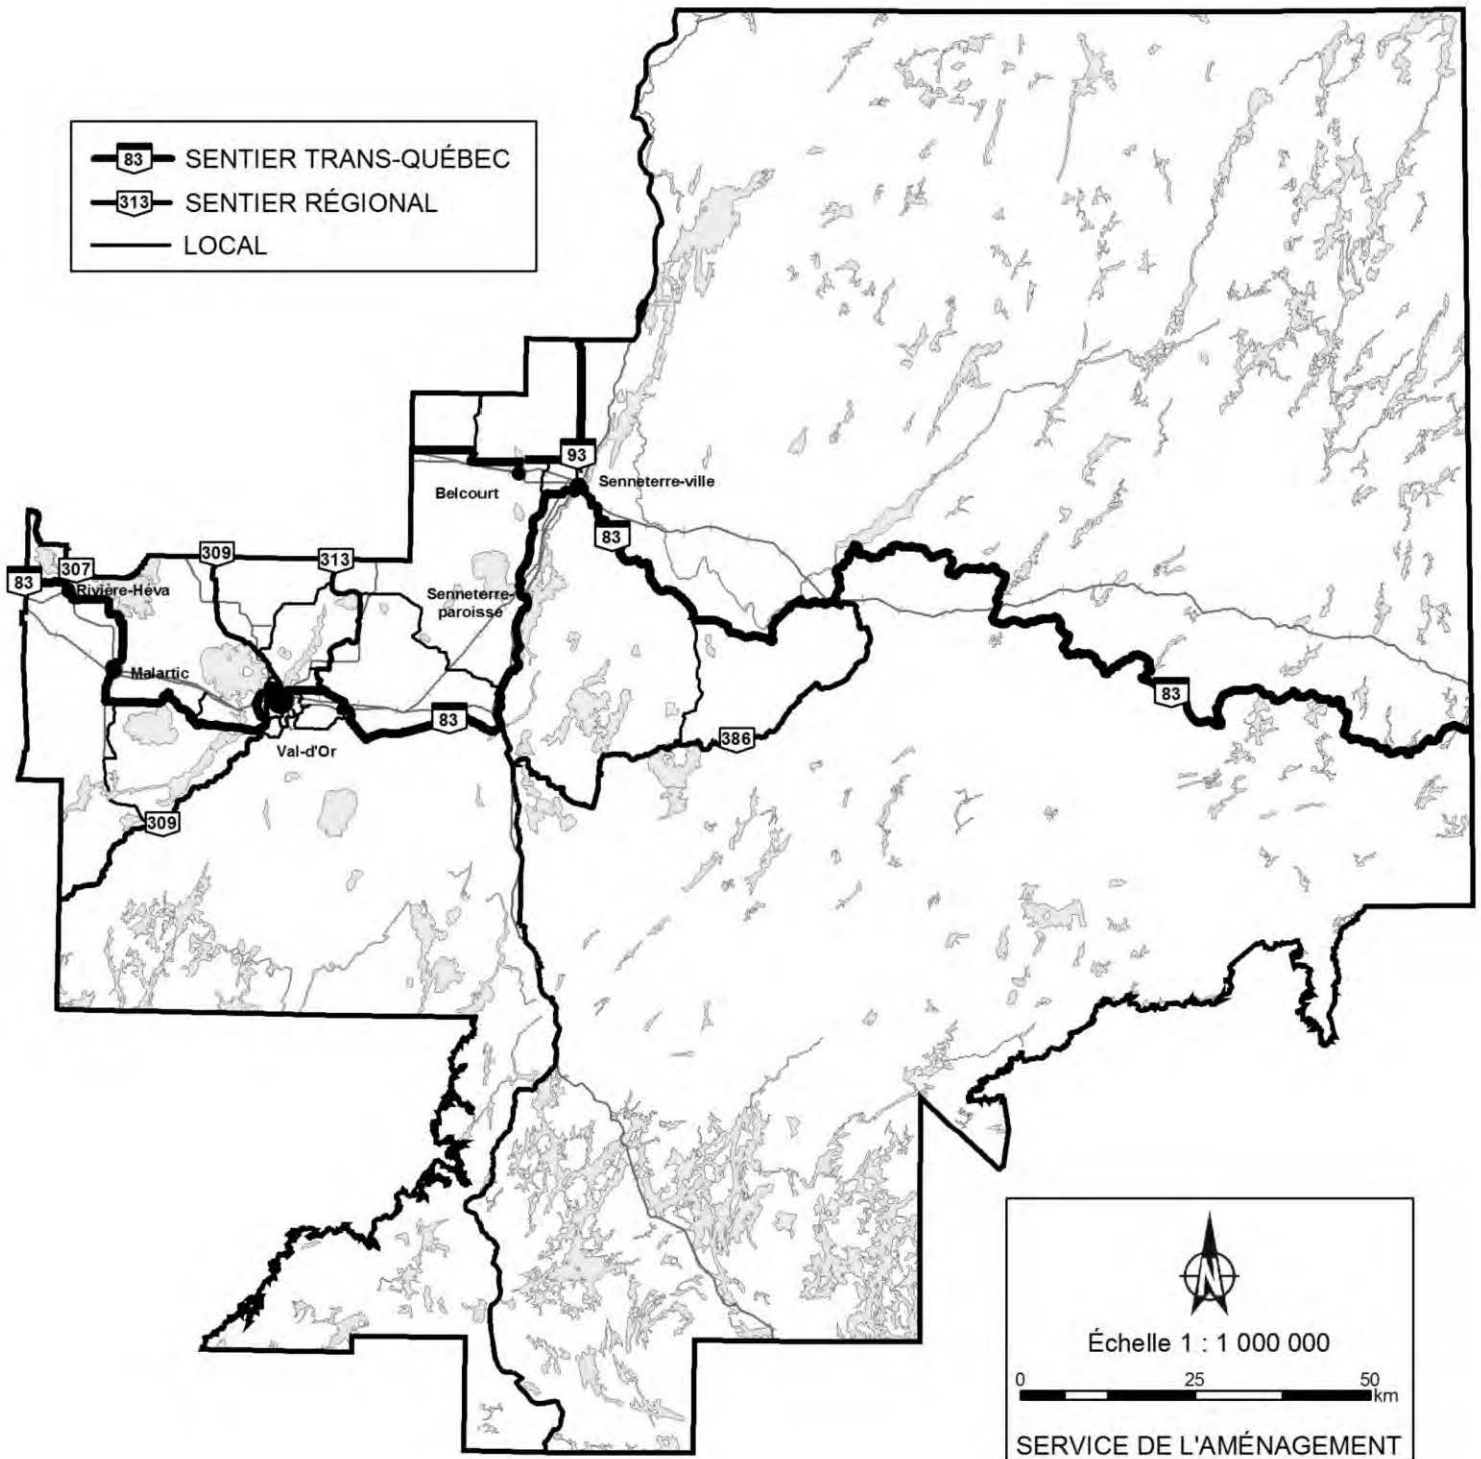 83 SENTIER TRANS-QUÉBEC
313 SENTIER RÉGIONAL
LOCAL
93
Senneterre-ville
Belcourt
83
309
313
307
83
Rivière-Héva
Senneterre-
paroisse
Malartic
83
83
386
Val-d'Or
309
N
Échelle 1 : 1 000 000
0 25 50
km
SERVICE DE L'AMÉNAGEMENT